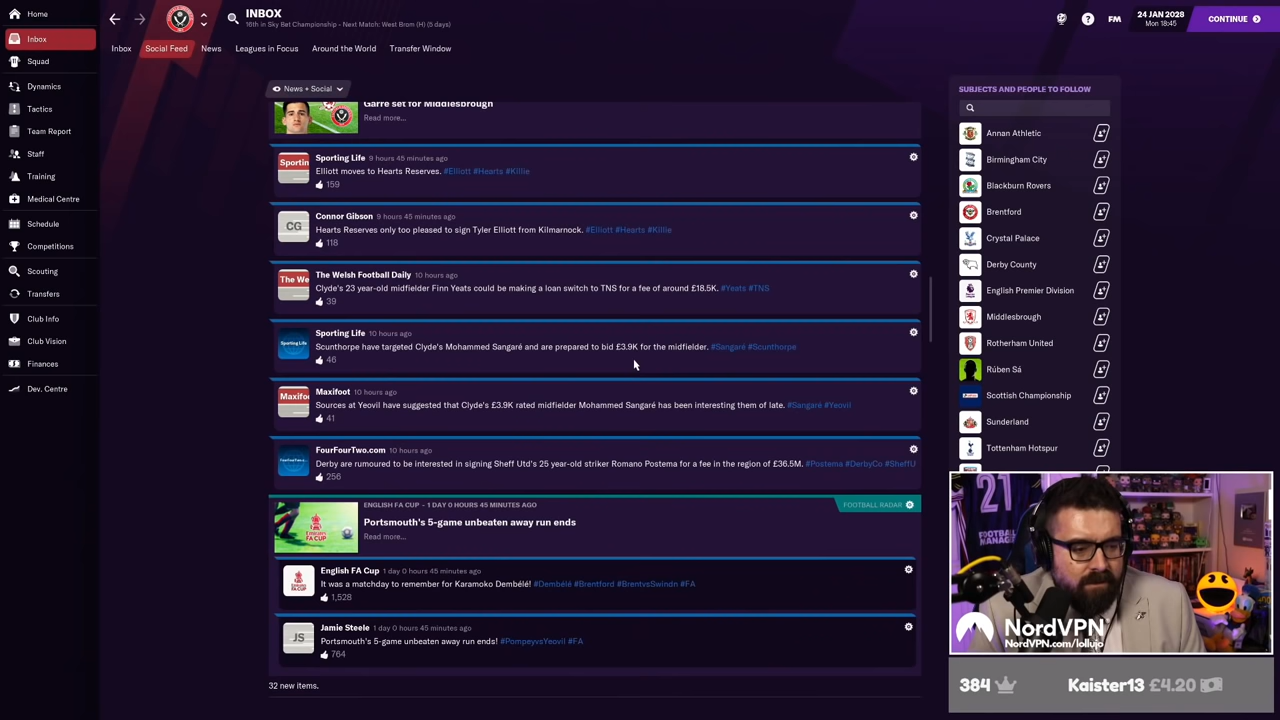 Home
Inbox
Squad
Dynamics
Tactics
Team Report
Staff
Training
Medical Centre
Schedule
Competitions
Scouting
Transfers
Club Info
Club Vision
Finances
Dev. Centre
INBOX
16th in Sky Bet Championship - Next Match: West Brom (H) (5 days)
FM
24 JAN 2028
Mon 18:45
CONTINUE
Inbox
Social Feed
News
Leagues in Focus
Around the World
Transfer Window
News + Social
Garre set for Middlesbrough
Read more...
Sportin
Sporting Life 9 hours 45 minutes ago
Elliott moves to Hearts Reserves. #Elliott #Hearts #Killie
159
CG
Connor Gibson 9 hours 45 minutes ago
Hearts Reserves only too pleased to sign Tyler Elliott from Kilmarnock. #Elliott #Hearts #Killie
118
The We
The Welsh Football Daily 10 hours ago
Clyde's 23 year-old midfielder Finn Yeats could be making a loan switch to TNS for a fee of around £18.5K. #Yeats #TNS
39
Sporting Life
Sporting Life 10 hours ago
Scunthorpe have targeted Clyde's Mohammed Sangaré and are prepared to bid £3.9K for the midfielder. #Sangaré #Scunthorpe
46
Maxifoo
Maxifoot 10 hours ago
Sources at Yeovil have suggested that Clyde's £3.9K rated midfielder Mohammed Sangaré has been interesting them of late. #Sangaré #Yeovil
41
FourFourTwo.com 10 hours ago
Derby are rumoured to be interested in signing Sheff Utd's 25 year-old striker Romano Postema for a fee in the region of £36.5M. #Postema #DerbyCo #SheffU
256
ENGLISH FA CUP - 1 DAY 0 HOURS 45 MINUTES AGO
FOOTBALL RADAR
Portsmouth's 5-game unbeaten away run ends
Read more...
English FA Cup 1 day 0 hours 45 minutes ago
It was a matchday to remember for Karamoko Dembélé! #Dembélé #Brentford #BrentvsSwindn #FA
1,528
JS
Jamie Steele 1 day 0 hours 45 minutes ago
Portsmouth's 5-game unbeaten away run ends! #PompeyvsYeovil #FA
764
32 new items.
SUBJECTS AND PEOPLE TO FOLLOW
Annan Athletic
Birmingham City
Blackburn Rovers
Brentford
Crystal Palace
Derby County
English Premier Division
Middlesbrough
Rotherham United
Rúben Sá
Scottish Championship
Sunderland
Tottenham Hotspur
21
NordVPN
NordVPN.com/lollujo
384
Kaister13 £4.20